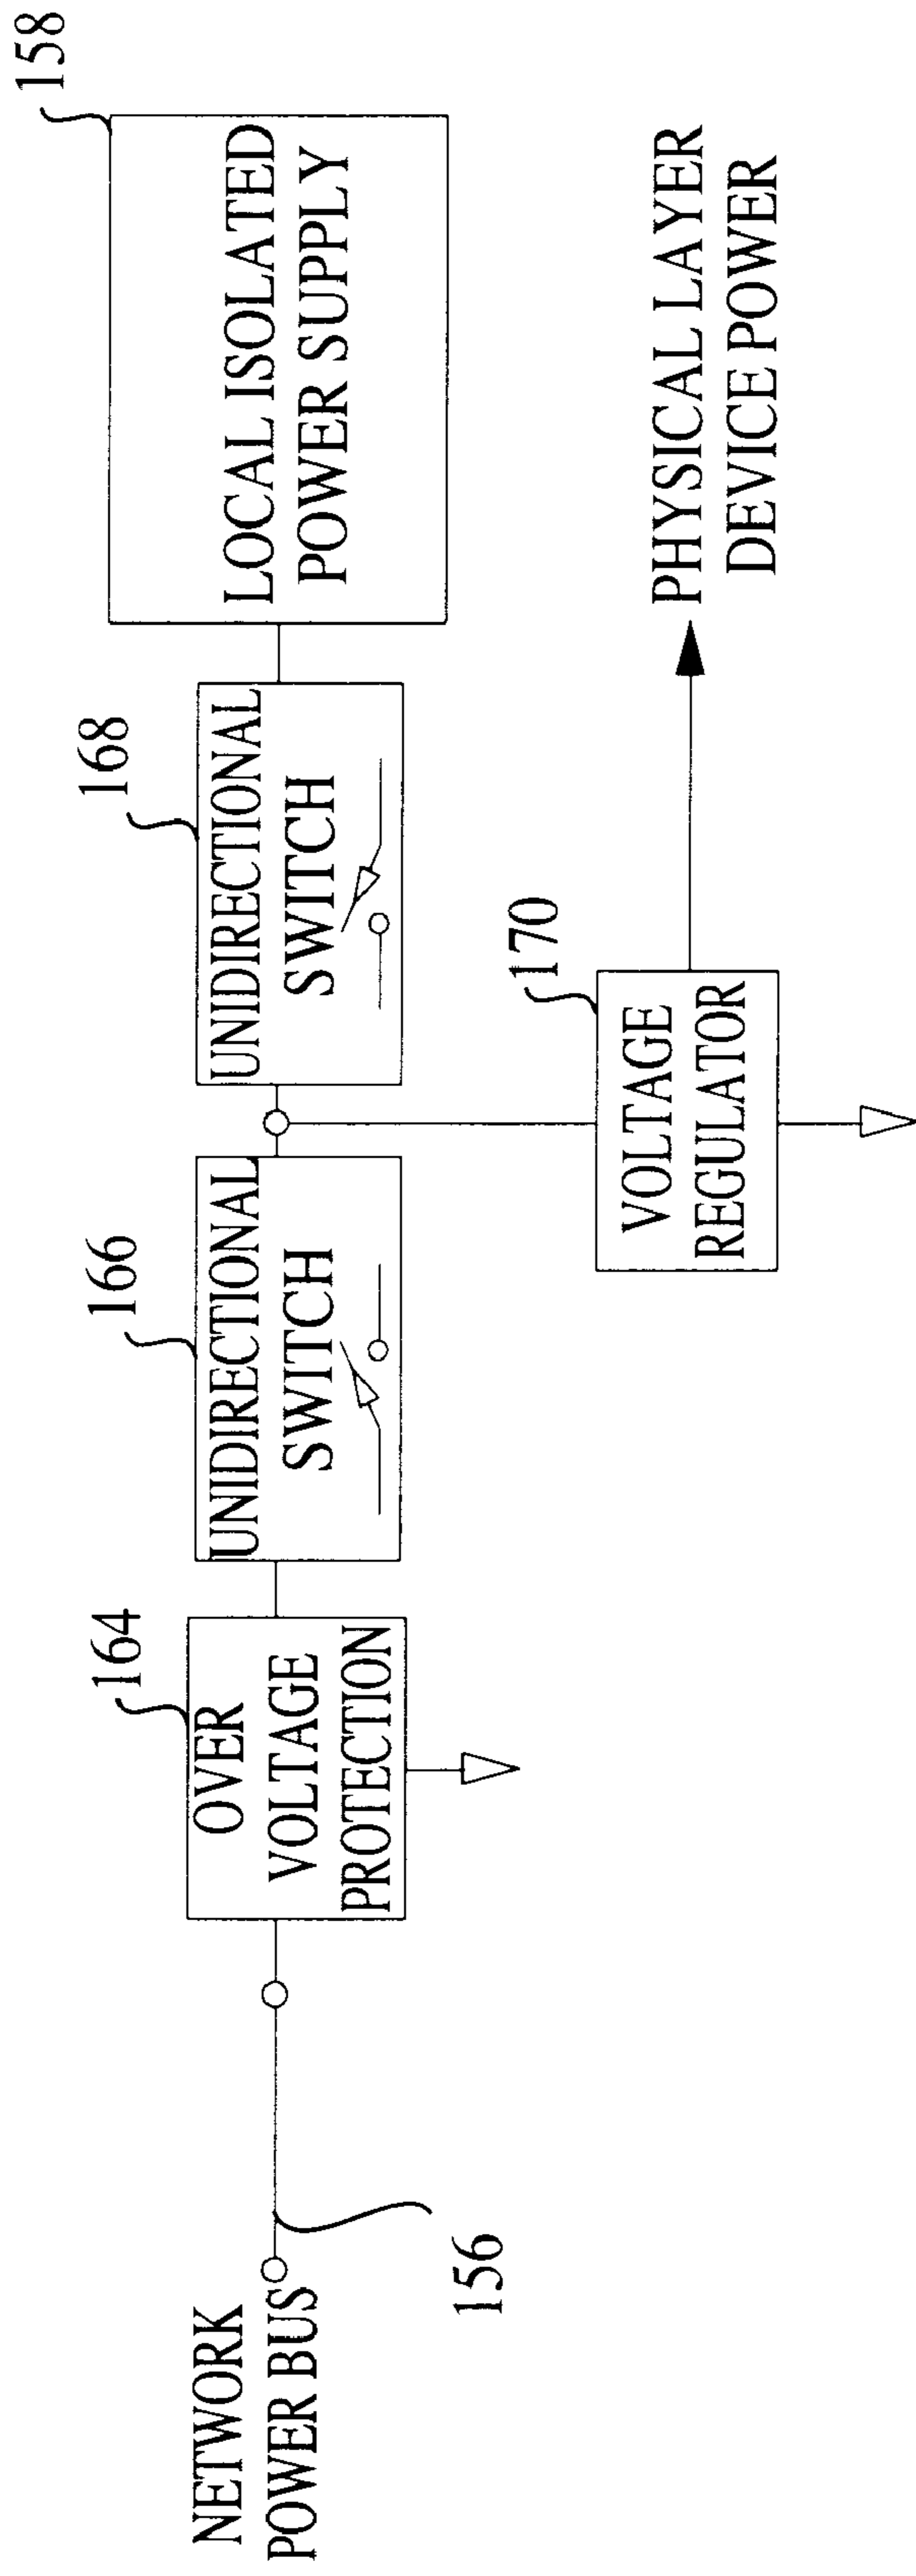 NETWORK
POWER BUS
156
164
OVER
VOLTAGE
PROTECTION
166
UNIDIRECTIONAL
SWITCH
168
UNIDIRECTIONAL
SWITCH
158
LOCAL ISOLATED
POWER SUPPLY
170
VOLTAGE
REGULATOR
PHYSICAL LAYER
DEVICE POWER